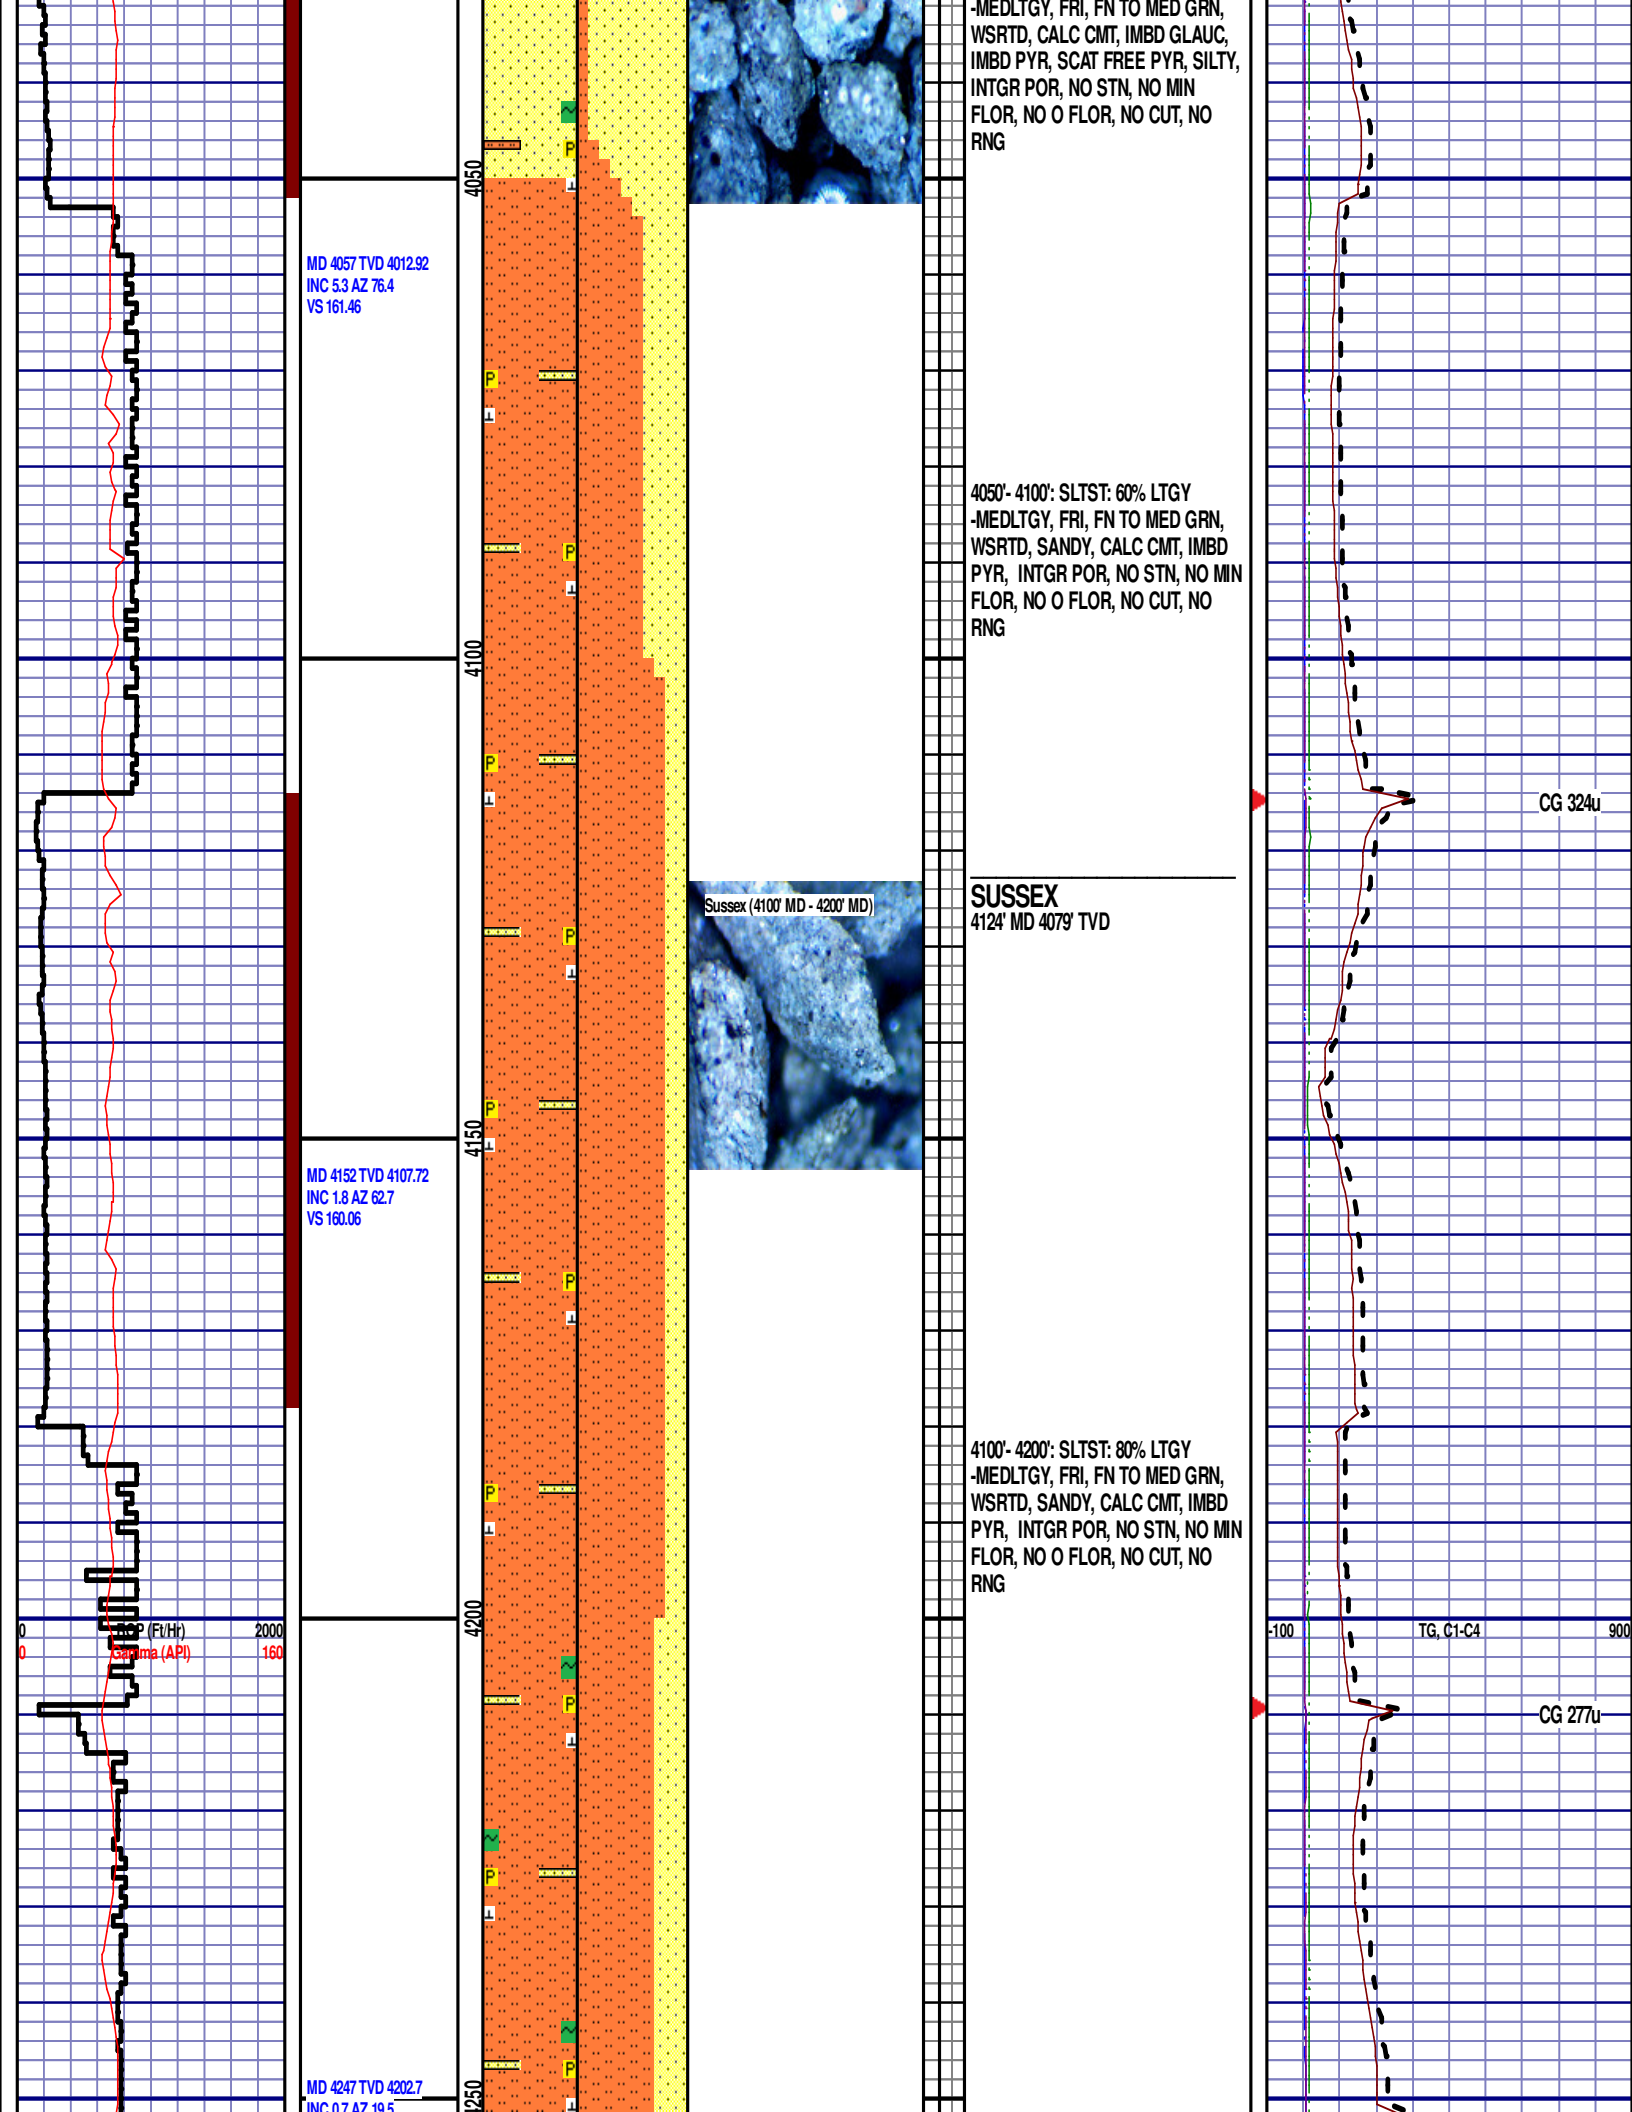 -MEDLTGY, FRI, FN TO MED GRN,
WSRTD, CALC CMT, IMBD GLAUC,
IMBD PYR, SCAT FREE PYR, SILTY,
INTGR POR, NO STN, NO MIN
FLOR, NO O FLOR, NO CUT, NO
RNG
P
4050
MD 4057 TVD 4012.92
INC 5.3 AZ 76.4
VS 161.46
P
4050'- 4100': SLTST: 60% LTGY
-MEDLTGY, FRI, FN TO MED GRN,
WSRTD, SANDY, CALC CMT, IMBD
PYR, INTGR POR, NO STN, NO MIN
FLOR, NO O FLOR, NO CUT, NO
RNG
P
4100
P
CG 324u
SUSSEX
4124' MD 4079' TVD
Sussex (4100' MD - 4200' MD)
P
P
4150
MD 4152 TVD 4107.72
INC 1.8 AZ 62.7
VS 160.06
P
4100'- 4200': SLTST: 80% LTGY
-MEDLTGY, FRI, FN TO MED GRN,
WSRTD, SANDY, CALC CMT, IMBD
PYR, INTGR POR, NO STN, NO MIN
FLOR, NO O FLOR, NO CUT, NO
RNG
P
4200
0 ROP (Ft/Hr) 2000
0 Gamma (API) 160
-100 TG, C1-C4 900
P
CG 277u
P
P
MD 4247 TVD 4202.7
INC 0.7 AZ 19.5
4250